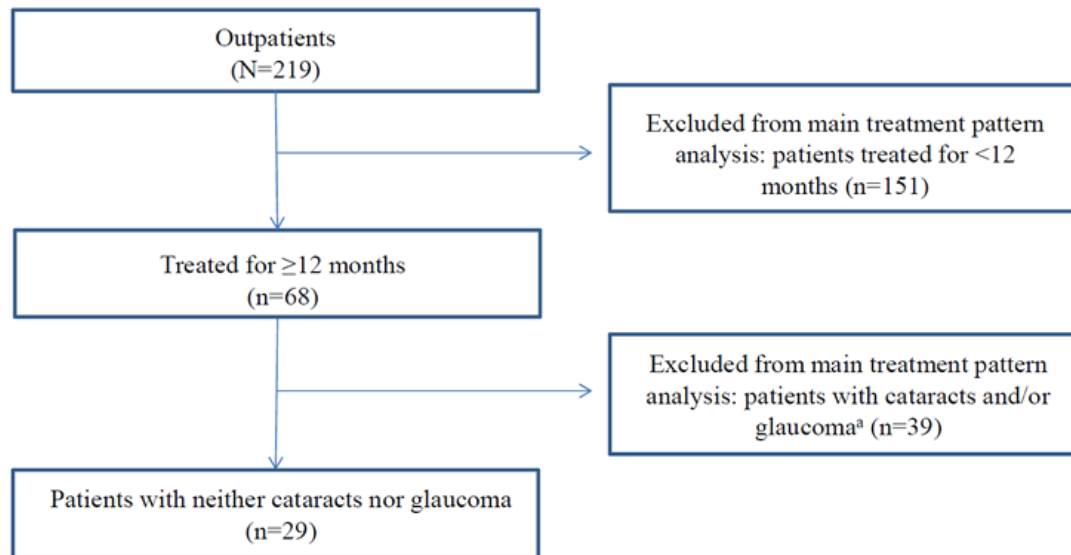 Outpatients
(N=219)
Excluded from main treatment pattern
analysis: patients treated for <12
months (n=151)
Treated for ≥12 months
(n=68)
Excluded from main treatment pattern
analysis: patients with cataracts and/or
glaucomaᵃ (n=39)
Patients with neither cataracts nor glaucoma
(n=29)